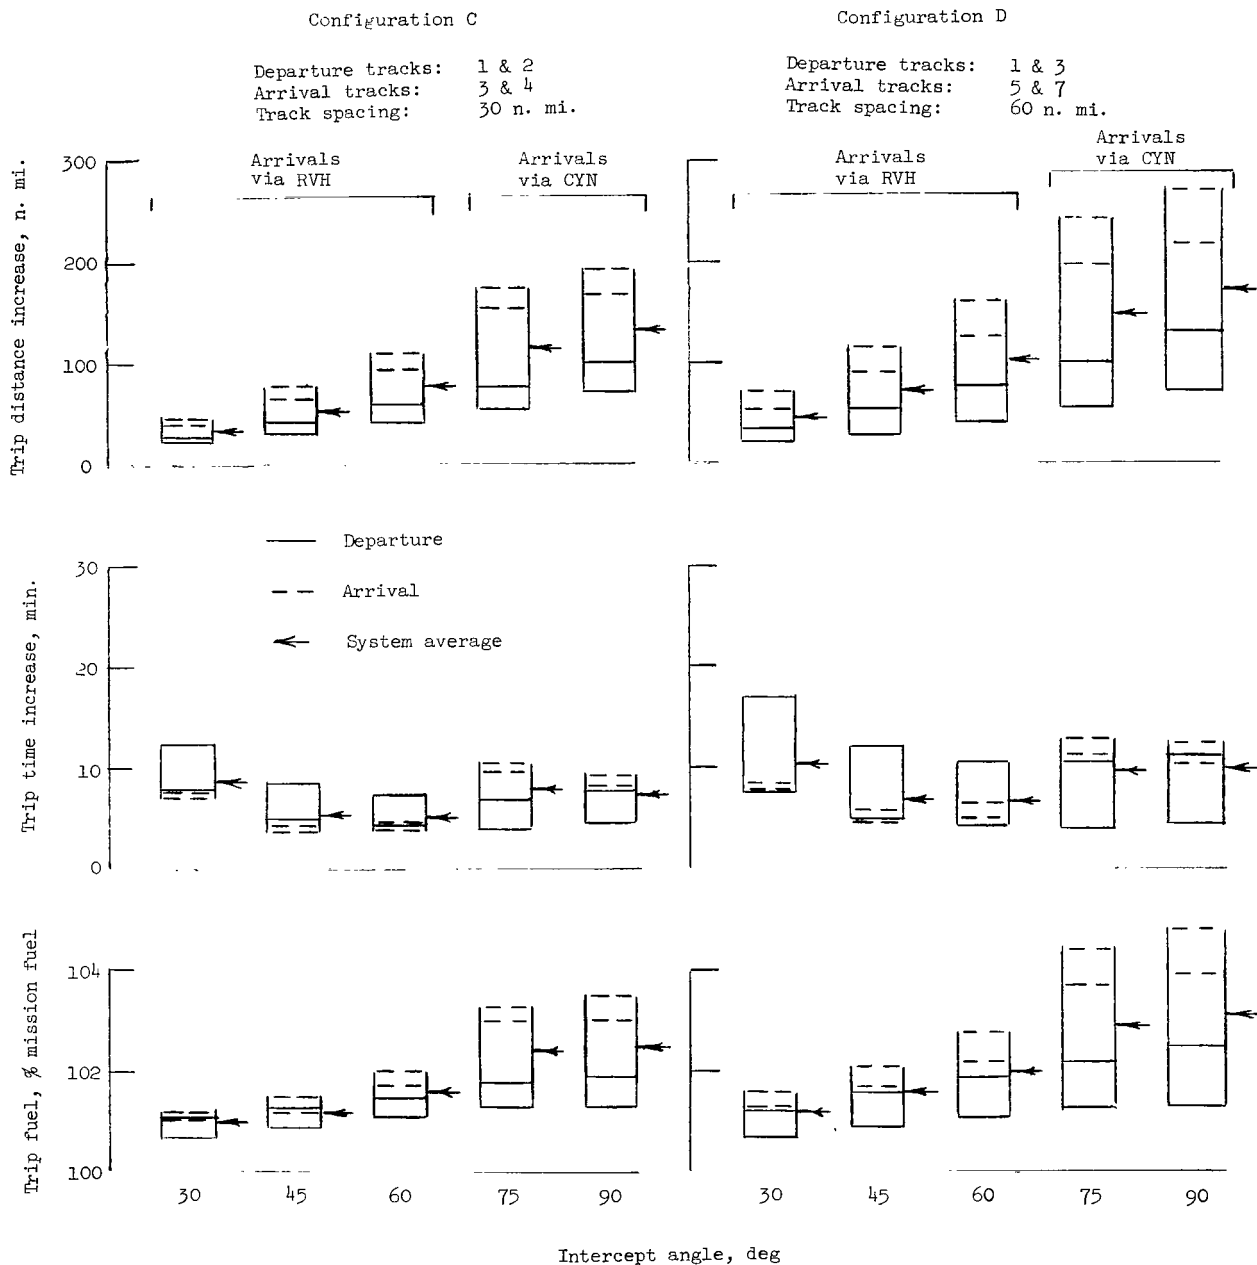 Configuration C
Departure tracks: 1 & 2
Arrival tracks: 3 & 4
Track spacing: 30 n. mi.
Configuration D
Departure tracks: 1 & 3
Arrival tracks: 5 & 7
Track spacing: 60 n. mi.
Arrivals
via RVH
Arrivals
via CYN
Arrivals
via RVH
Arrivals
via CYN
Trip distance increase, n. mi.
300
200
100
0
Departure
Arrival
System average
Trip time increase, min.
30
20
10
0
Trip fuel, % mission fuel
104
102
100
30 45 60 75 90
30 45 60 75 90
Intercept angle, deg